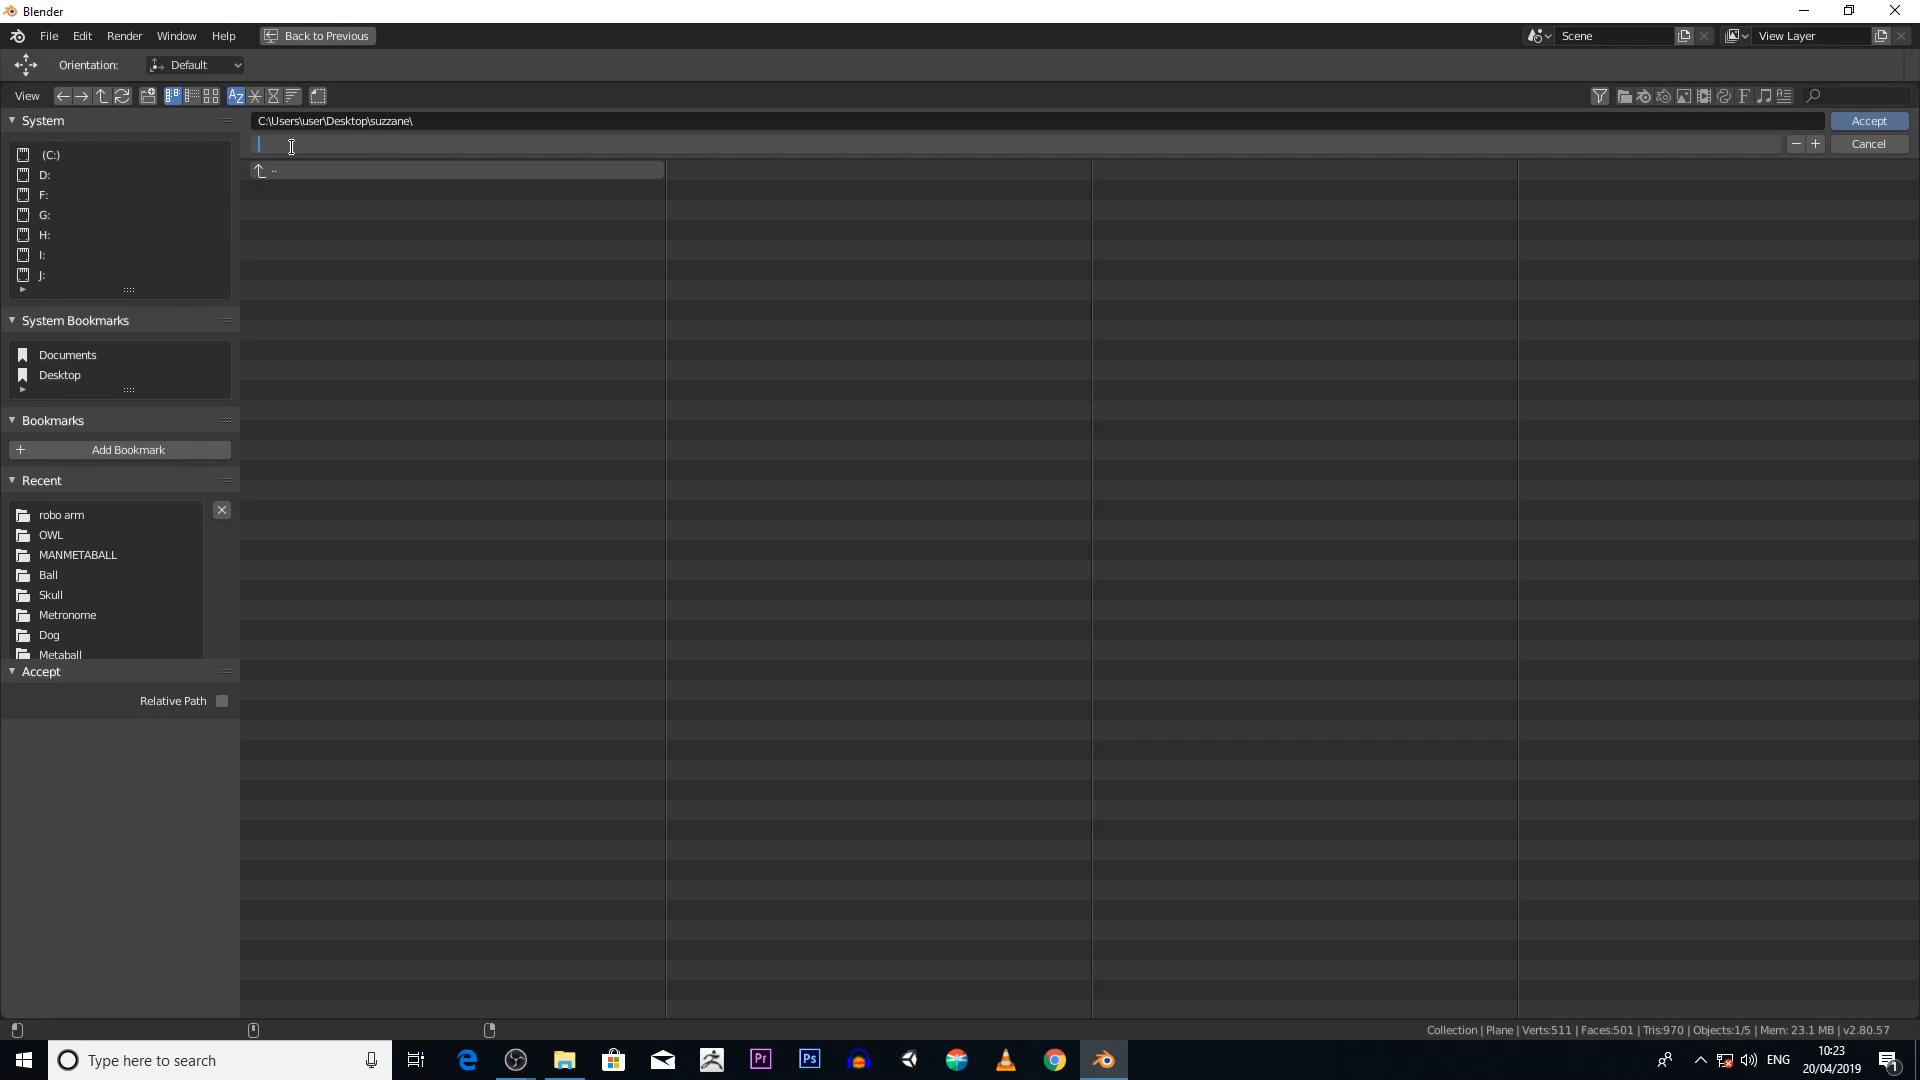 Blender
File Edit Render Window Help Back to Previous Scene View Layer
Orientation: Default
View
System C:\Users\user\Desktop\suzzane\ Accept
Cancel
(C:)
..
D:
F:
G:
H:
I:
J:
System Bookmarks
Documents
Desktop
Bookmarks
Add Bookmark
Recent
robo arm
OWL
MANMETABALL
Ball
Skull
Metronome
Dog
Metaball
Accept
Relative Path
Collection | Plane | Verts:511 | Faces:501 | Tris:970 | Objects:1/5 | Mem: 23.1 MB | v2.80.57
Type here to search Pr Ps ENG 10:23
20/04/2019 1